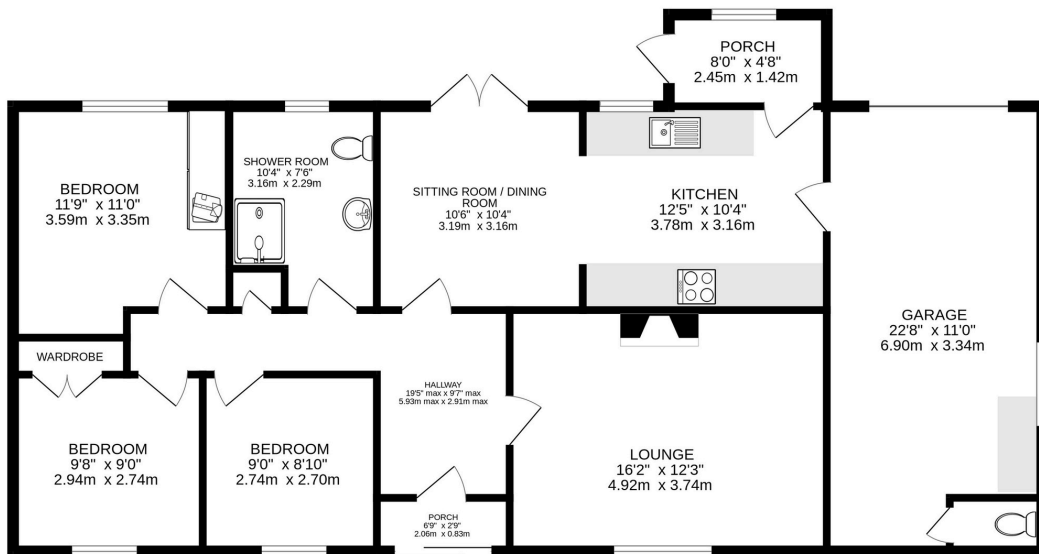 PORCH
8'0" x 4'8"
2.45m x 1.42m
BEDROOM
11'9" x 11'0"
3.59m x 3.35m
SHOWER ROOM
10'4" x 7'6"
3.16m x 2.29m
SITTING ROOM / DINING
ROOM
10'6" x 10'4"
3.19m x 3.16m
KITCHEN
12'5" x 10'4"
3.78m x 3.16m
GARAGE
22'8" x 11'0"
6.90m x 3.34m
WARDROBE
HALLWAY
19'5" max x 9'7" max
5.93m max x 2.91m max
BEDROOM
9'8" x 9'0"
2.94m x 2.74m
BEDROOM
9'0" x 8'10"
2.74m x 2.70m
LOUNGE
16'2" x 12'3"
4.92m x 3.74m
PORCH
6'9" x 2'9"
2.06m x 0.83m